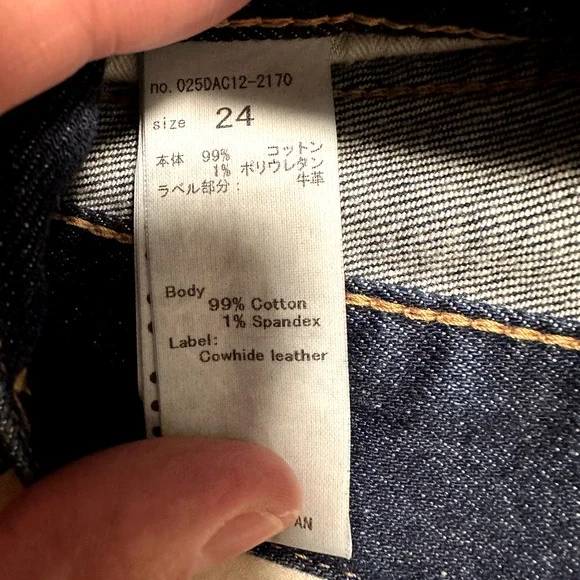 no. 025DAC12-2170
size 24
本体 99% コットン
1% ポリウレタン
ラベル部分： 牛革
Body
99% Cotton
1% Spandex
Label:
Cowhide leather